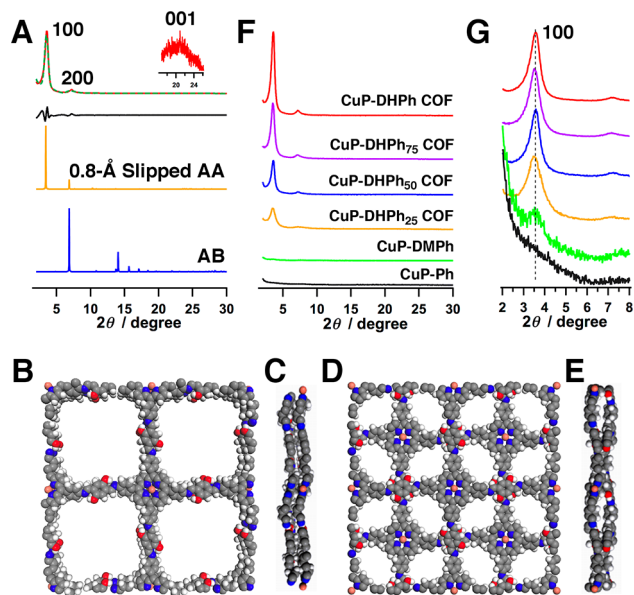 A
100
001
200
20 24
0.8-Å Slipped AA
AB
5 10 15 20 25 30
2θ / degree
F
CuP-DHPh COF
CuP-DHPh₇₅ COF
CuP-DHPh₅₀ COF
CuP-DHPh₂₅ COF
CuP-DMPh
CuP-Ph
5 10 15 20 25 30
2θ / degree
G
100
2 3 4 5 6 7 8
2θ / degree
B
C
D
E